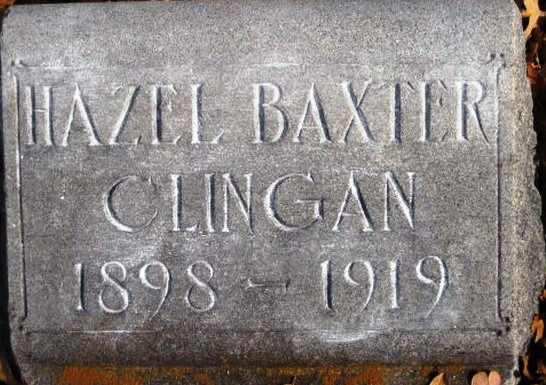 HAZEL BAXTER
CLINGAN
1898 - 1919